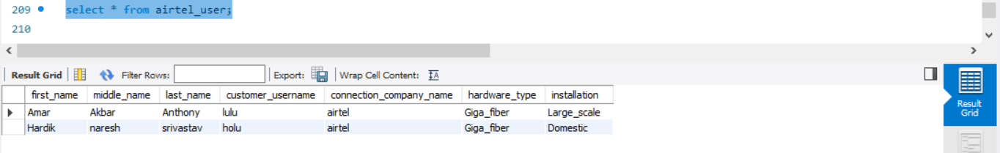 209 select * from airtel_user;
210
Result Grid Filter Rows: Export: Wrap Cell Content: IA
first_name middle_name last_name customer_username connection_company_name hardware_type installation
Amar Akbar Anthony lulu airtel Giga_fiber Large_scale
Hardik naresh srivastav holu airtel Giga_fiber Domestic
Result
Grid